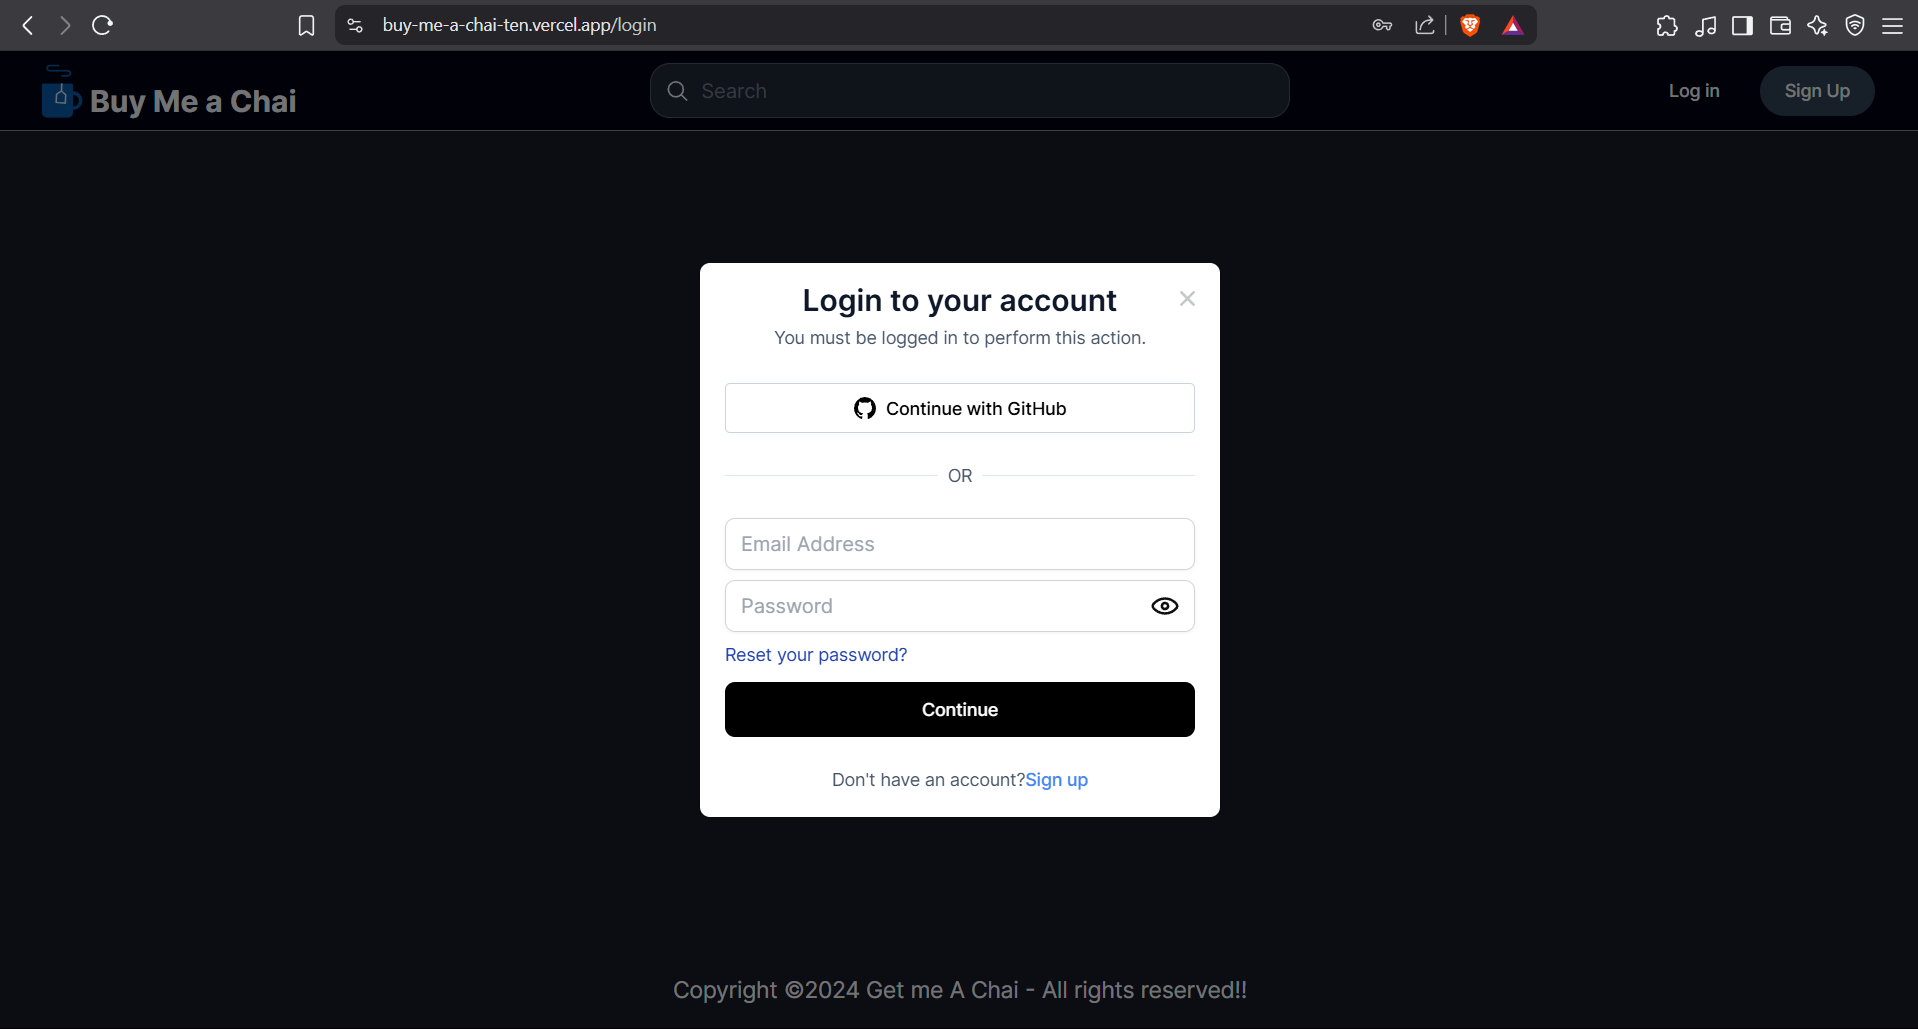 buy-me-a-chai-ten.vercel.app/login
Buy Me a Chai
Search
Log in
Sign Up
Login to your account
You must be logged in to perform this action.
Continue with GitHub
OR
Email Address
Password
Reset your password?
Continue
Don't have an account?Sign up
Copyright ©2024 Get me A Chai - All rights reserved!!